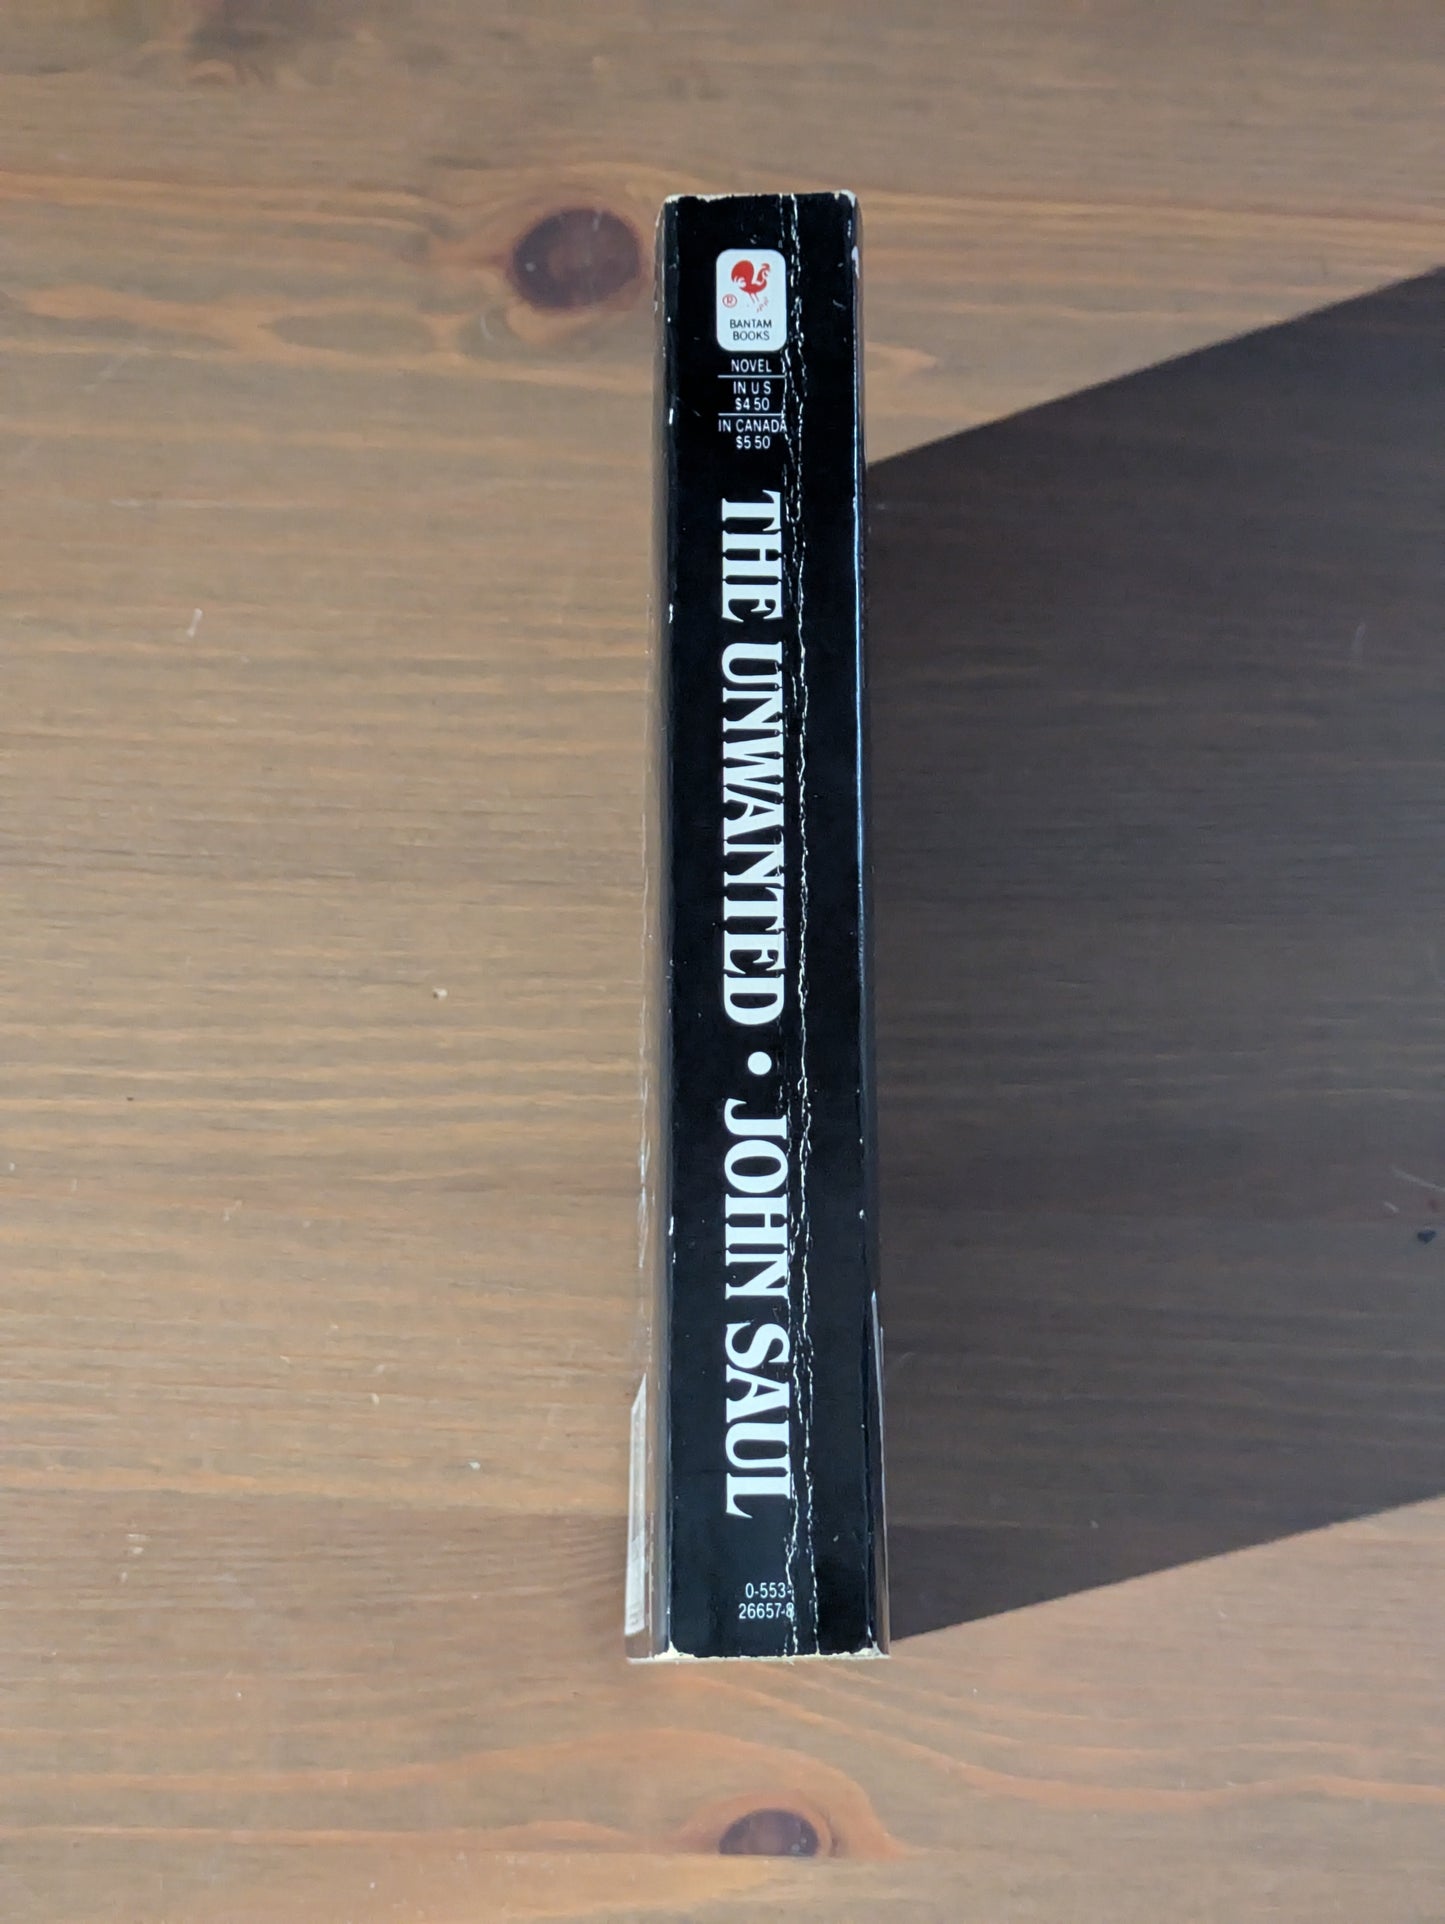 ®
BANTAM
BOOKS
NOVEL
IN U S
$4 50
IN CANADA
$5 50
THE UNWANTED • JOHN SAUL
0-553-
26657-8